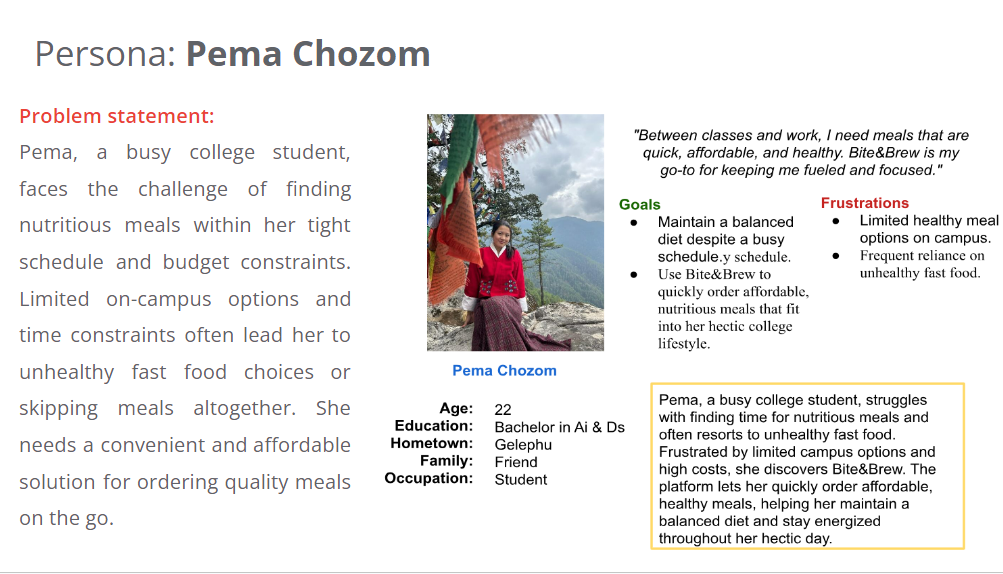 Persona: Pema Chozom
Problem statement:
Pema, a busy college student,
faces the challenge of finding
nutritious meals within her tight
schedule and budget constraints.
Limited on-campus options and
time constraints often lead her to
unhealthy fast food choices or
skipping meals altogether. She
needs a convenient and affordable
solution for ordering quality meals
on the go.
Pema Chozom
Age: 22
Education: Bachelor in Ai & Ds
Hometown: Gelephu
Family: Friend
Occupation: Student
"Between classes and work, I need meals that are
quick, affordable, and healthy. Bite&Brew is my
go-to for keeping me fueled and focused."
Goals
● Maintain a balanced
diet despite a busy
schedule.y schedule.
● Use Bite&Brew to
quickly order affordable,
nutritious meals that fit
into her hectic college
lifestyle.
Frustrations
● Limited healthy meal
options on campus.
● Frequent reliance on
unhealthy fast food.
Pema, a busy college student, struggles
with finding time for nutritious meals and
often resorts to unhealthy fast food.
Frustrated by limited campus options and
high costs, she discovers Bite&Brew. The
platform lets her quickly order affordable,
healthy meals, helping her maintain a
balanced diet and stay energized
throughout her hectic day.